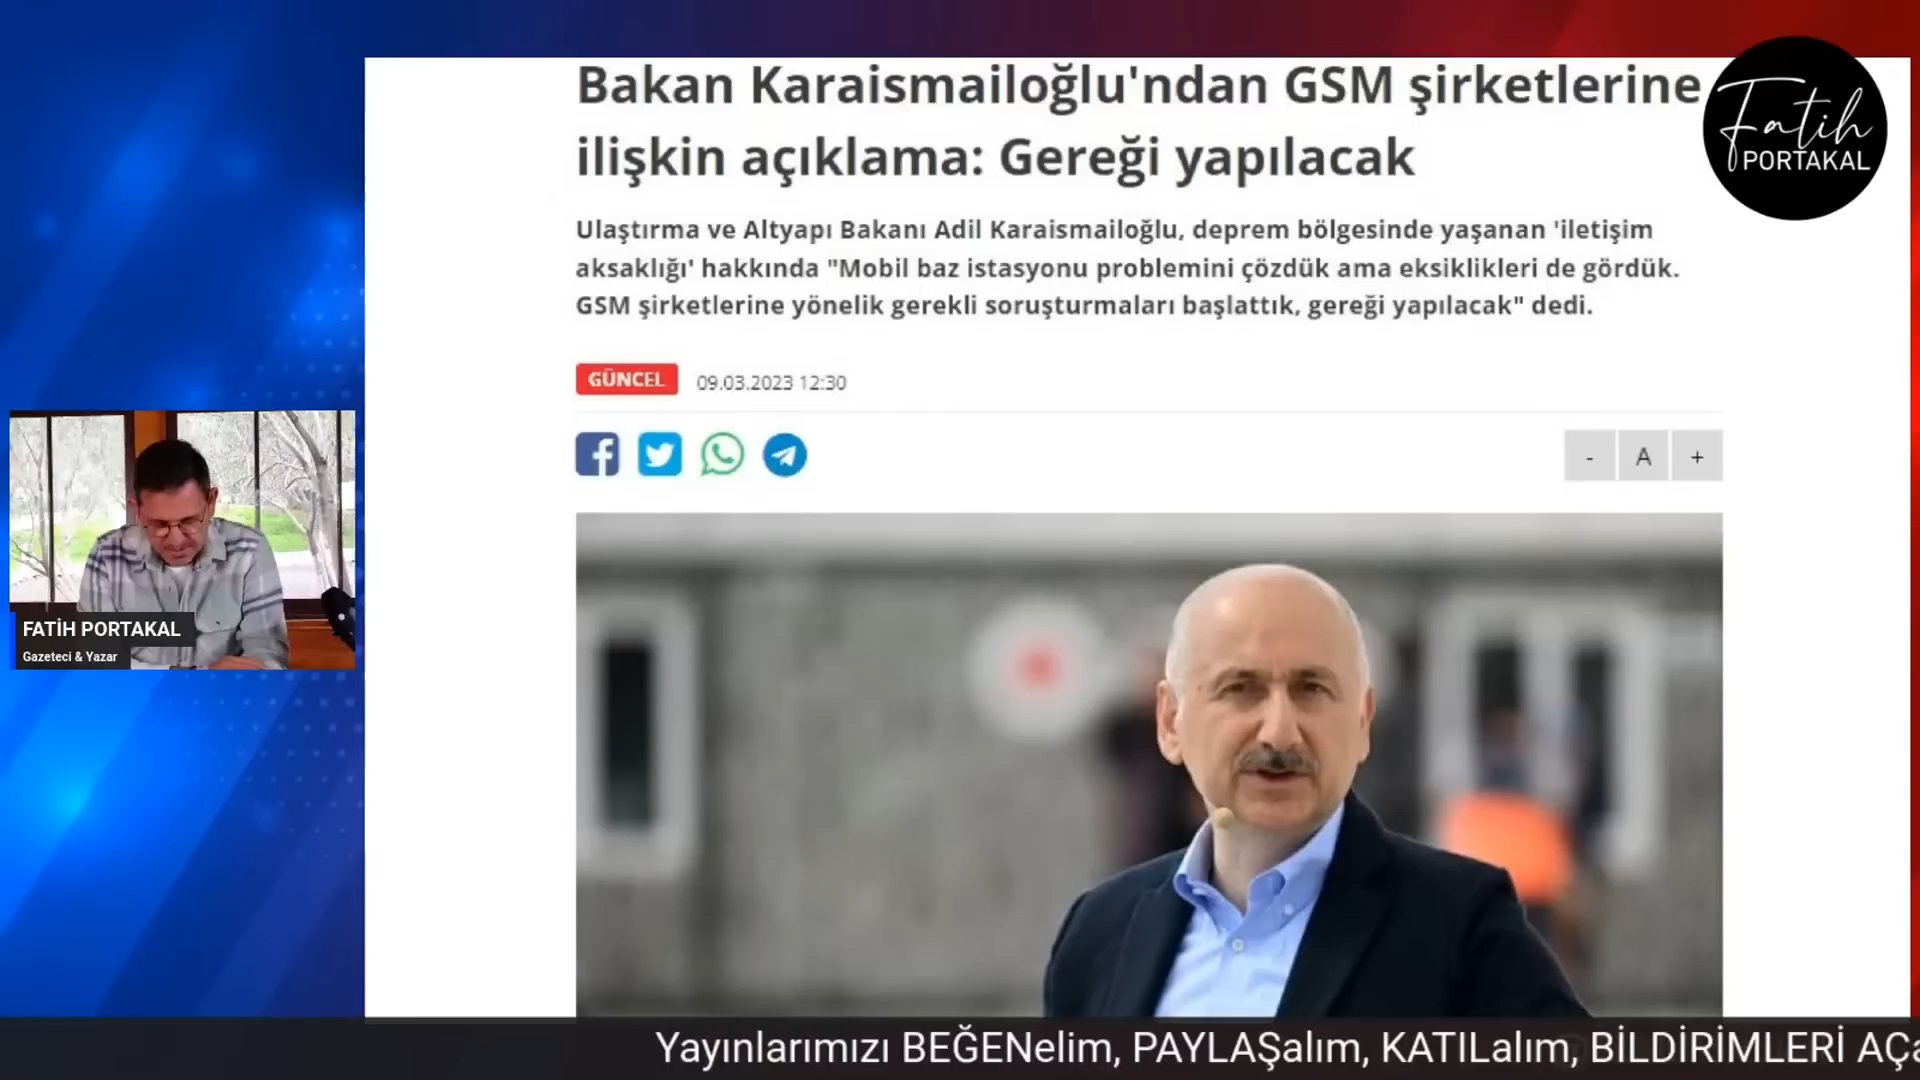 Bakan Karaismailoğlu'ndan GSM şirketlerine
ilişkin açıklama: Gereği yapılacak
Fatih
PORTAKAL
Ulaştırma ve Altyapı Bakanı Adil Karaismailoğlu, deprem bölgesinde yaşanan 'iletişim
aksaklığı' hakkında "Mobil baz istasyonu problemini çözdük ama eksiklikleri de gördük.
GSM şirketlerine yönelik gerekli soruşturmaları başlattık, gereği yapılacak" dedi.
GÜNCEL 09.03.2023 12:30
- A +
FATİH PORTAKAL
Gazeteci & Yazar
Yayınlarımızı BEĞENelim, PAYLAŞalım, KATILalım, BİLDİRİMLERİ AÇa